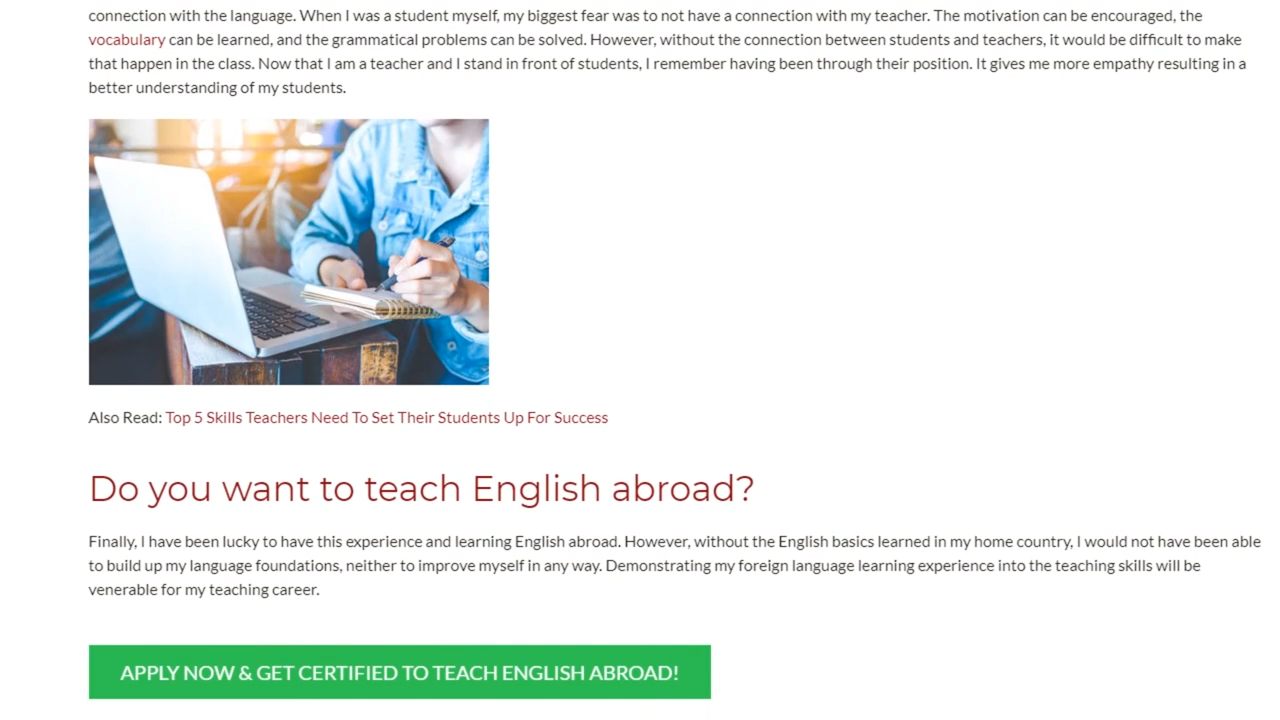 connection with the language. When I was a student myself, my biggest fear was to not have a connection with my teacher. The motivation can be encouraged, the
vocabulary can be learned, and the grammatical problems can be solved. However, without the connection between students and teachers, it would be difficult to make
that happen in the class. Now that I am a teacher and I stand in front of students, I remember having been through their position. It gives me more empathy resulting in a
better understanding of my students.
Also Read: Top 5 Skills Teachers Need To Set Their Students Up For Success
Do you want to teach English abroad?
Finally, I have been lucky to have this experience and learning English abroad. However, without the English basics learned in my home country, I would not have been able
to build up my language foundations, neither to improve myself in any way. Demonstrating my foreign language learning experience into the teaching skills will be
venerable for my teaching career.
APPLY NOW & GET CERTIFIED TO TEACH ENGLISH ABROAD!